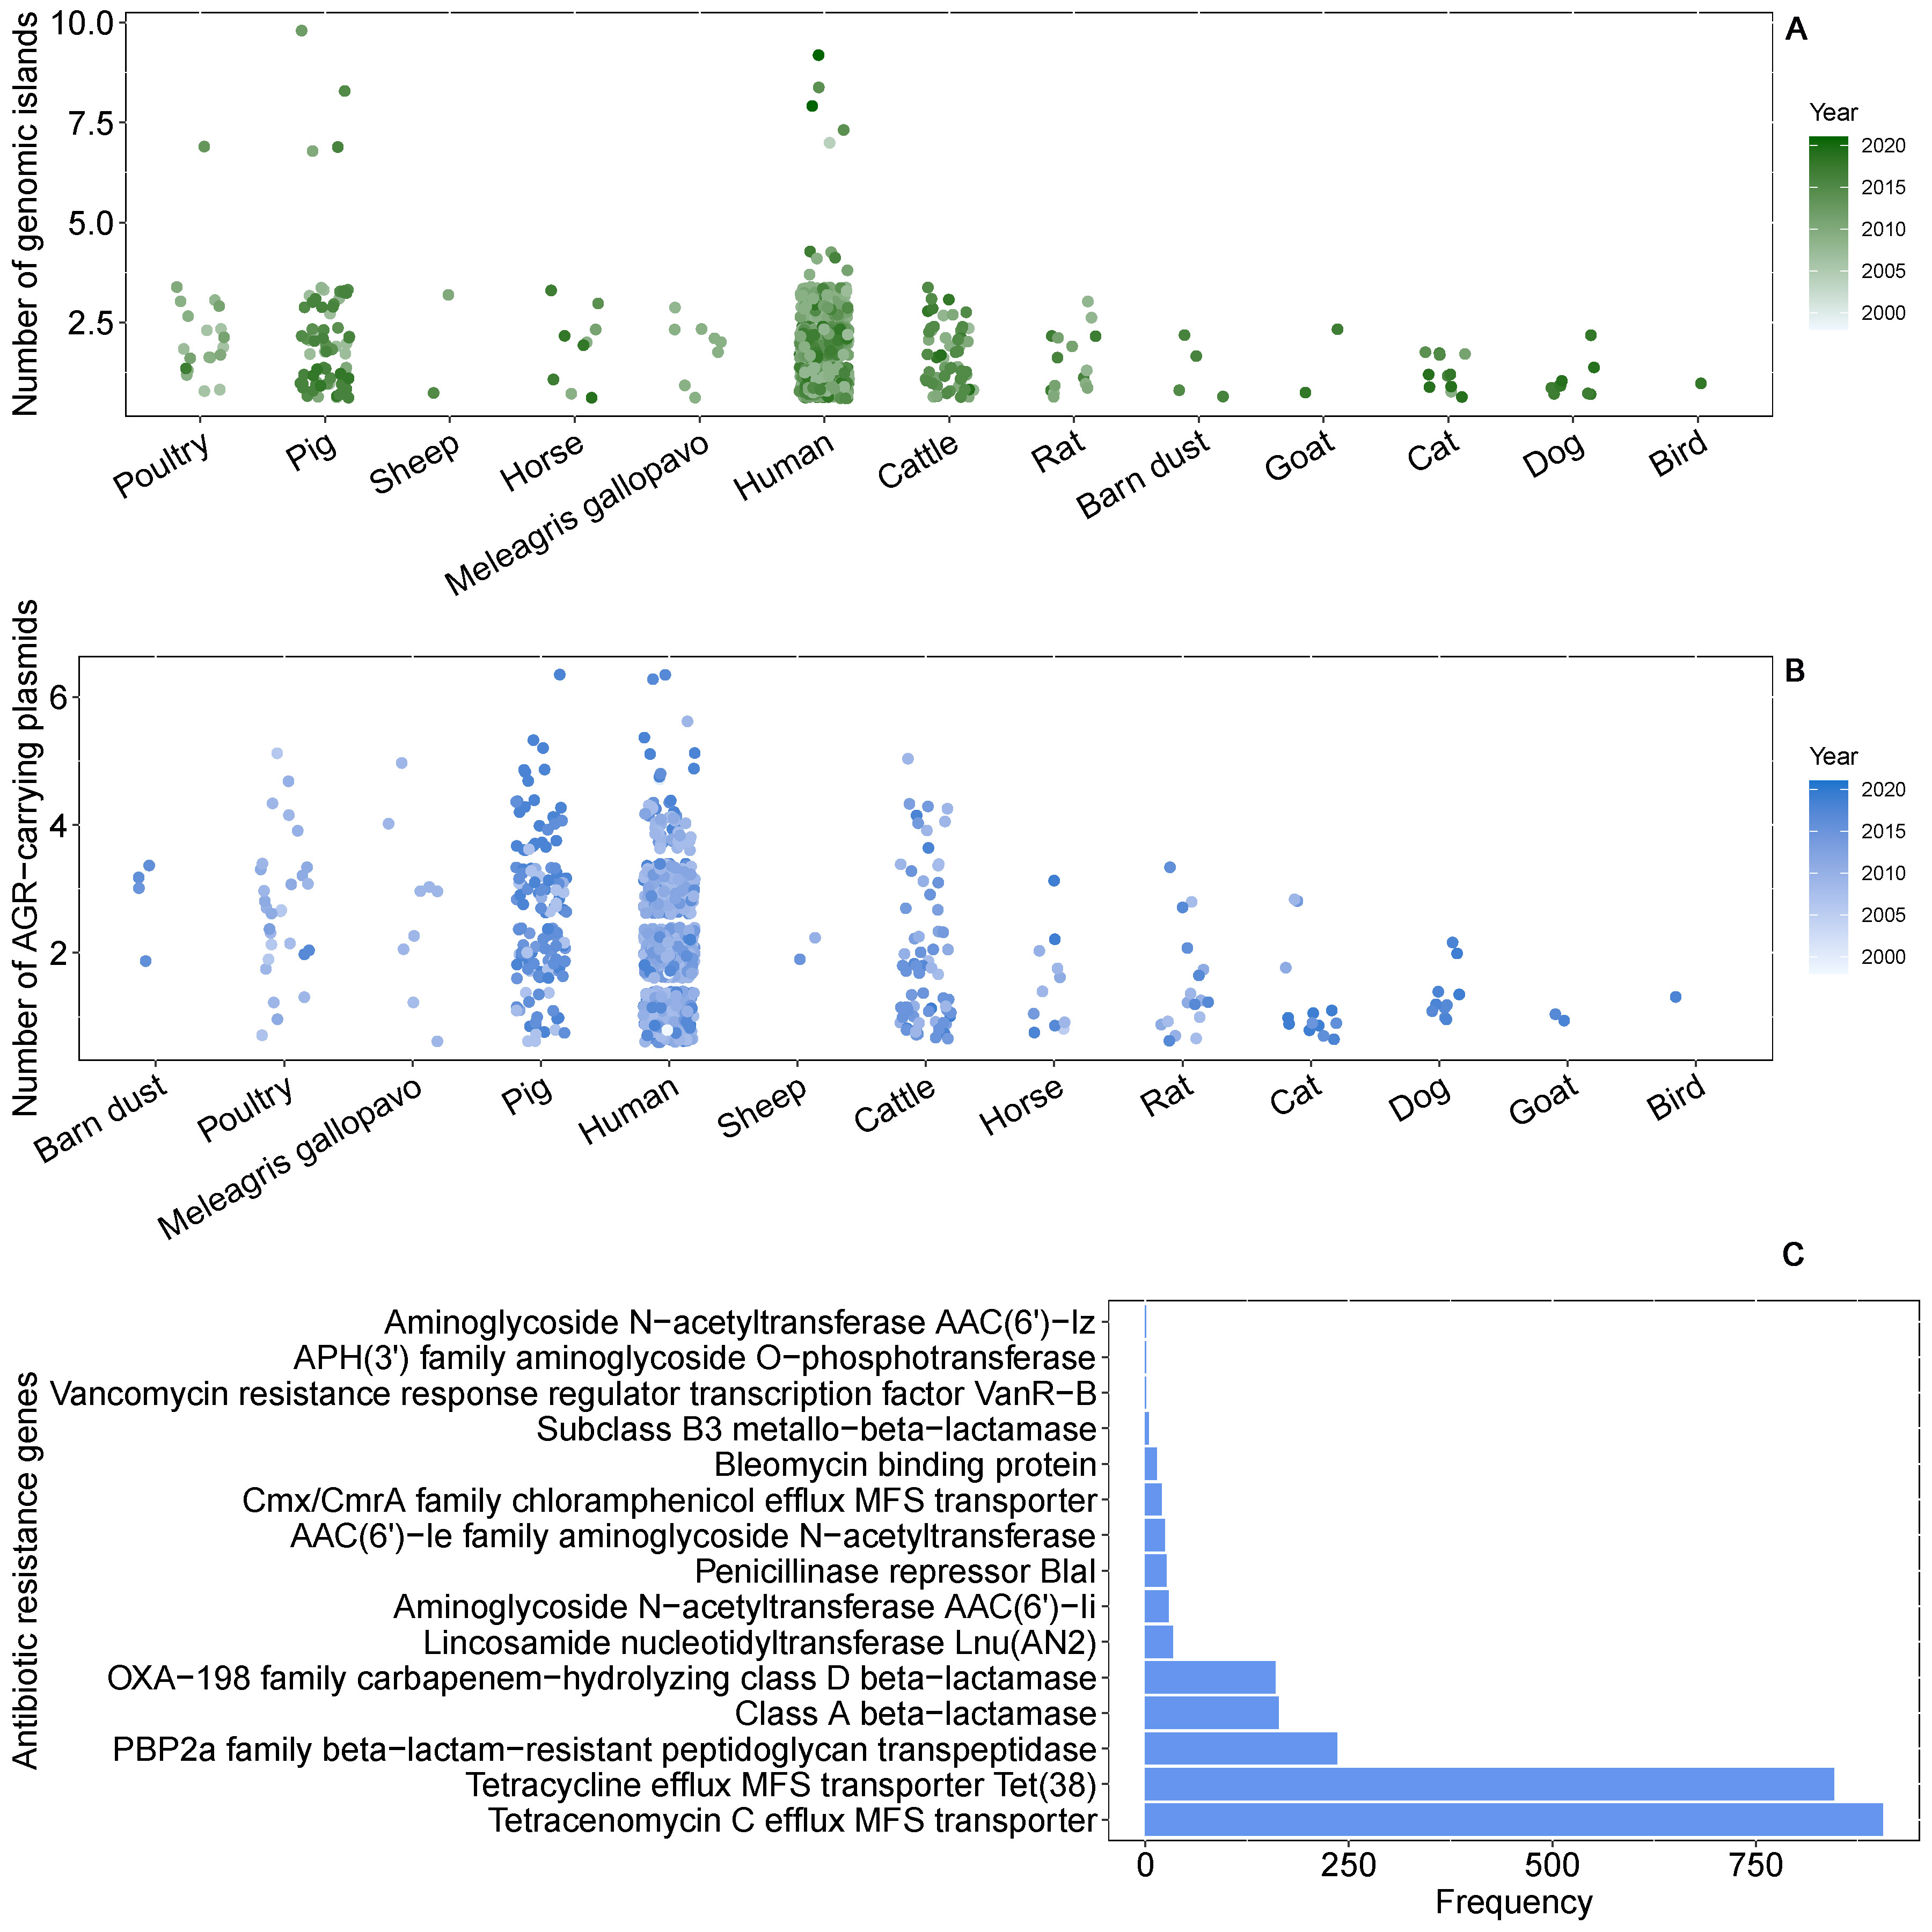 A
Number of genomic islands
10.0
7.5
5.0
2.5
Poultry
Pig
Sheep
Horse
Meleagris gallopavo
Human
Cattle
Rat
Barn dust
Goat
Cat
Dog
Bird
Year
2020
2015
2010
2005
2000
B
Number of AGR−carrying plasmids
6
4
2
Barn dust
Poultry
Meleagris gallopavo
Pig
Human
Sheep
Cattle
Horse
Rat
Cat
Dog
Goat
Bird
Year
2020
2015
2010
2005
2000
C
Antibiotic resistance genes
Aminoglycoside N−acetyltransferase AAC(6')−Iz
APH(3') family aminoglycoside O−phosphotransferase
Vancomycin resistance response regulator transcription factor VanR−B
Subclass B3 metallo−beta−lactamase
Bleomycin binding protein
Cmx/CmrA family chloramphenicol efflux MFS transporter
AAC(6')−Ie family aminoglycoside N−acetyltransferase
Penicillinase repressor BlaI
Aminoglycoside N−acetyltransferase AAC(6')−Ii
Lincosamide nucleotidyltransferase Lnu(AN2)
OXA−198 family carbapenem−hydrolyzing class D beta−lactamase
Class A beta−lactamase
PBP2a family beta−lactam−resistant peptidoglycan transpeptidase
Tetracycline efflux MFS transporter Tet(38)
Tetracenomycin C efflux MFS transporter
0
250
500
750
Frequency